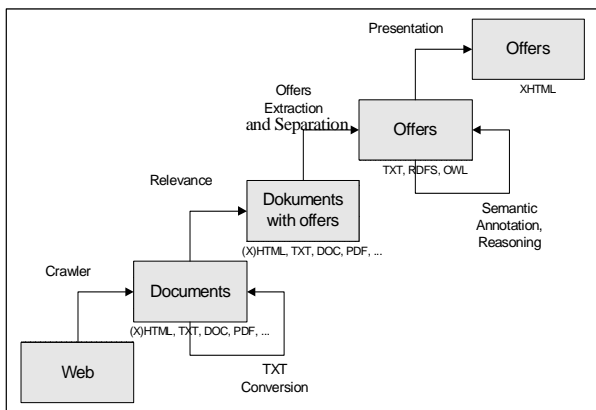 Presentation
Offers
XHTML
Offers
Extraction
and Separation
Offers
TXT, RDFS, OWL
Relevance
Dokuments
with offers
Semantic
Annotation,
Reasoning
(X)HTML, TXT, DOC, PDF, ...
Crawler
Documents
(X)HTML, TXT, DOC, PDF, ...
Web
TXT
Conversion